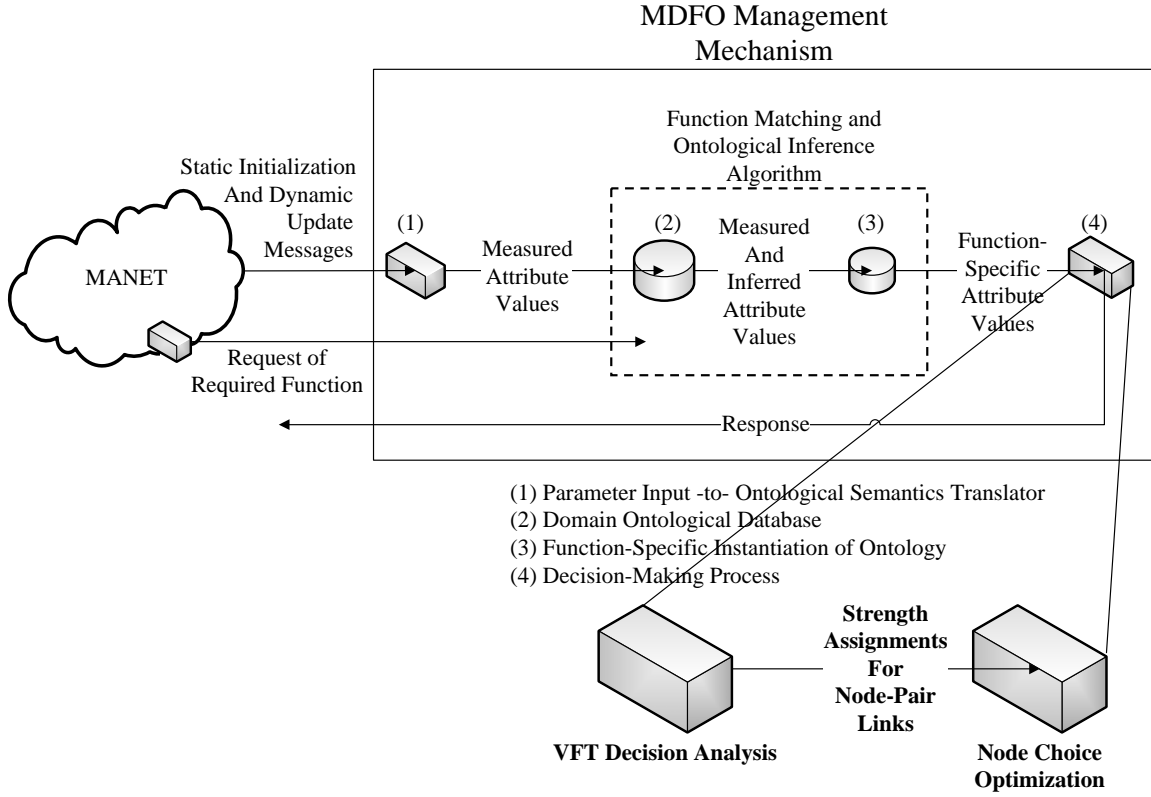 MDFO Management
Mechanism
Function Matching and
Ontological Inference
Algorithm
Static Initialization
And Dynamic
Update
Messages
(1)
(2)
(3)
(4)
MANET
Measured
Attribute
Values
Measured
And
Inferred
Attribute
Values
Function-
Specific
Attribute
Values
Request of
Required Function
Response
(1) Parameter Input -to- Ontological Semantics Translator
(2) Domain Ontological Database
(3) Function-Specific Instantiation of Ontology
(4) Decision-Making Process
Strength
Assignments
For
Node-Pair
Links
VFT Decision Analysis
Node Choice
Optimization